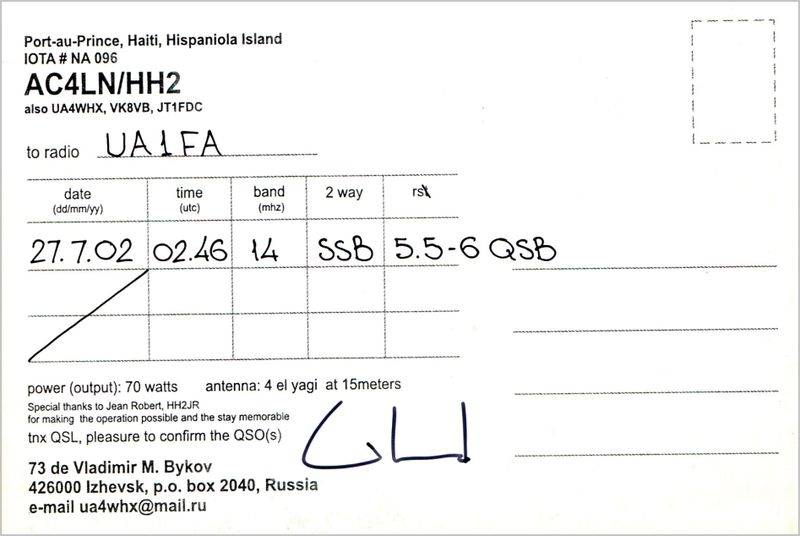 Port-au-Prince, Haiti, Hispaniola Island
IOTA # NA 096
AC4LN/HH2
also UA4WHX, VK8VB, JT1FDC
to radio UA1FA
date time band 2 way rst
(dd/mm/yy) (utc) (mhz)
27.7.02 02.46 14 SSB 5.5-6 QSB
power (output): 70 watts antenna: 4 el yagi at 15meters
Special thanks to Jean Robert, HH2JR
for making the operation possible and the stay memorable
tnx QSL, pleasure to confirm the QSO(s)
73 de Vladimir M. Bykov
426000 Izhevsk, p.o. box 2040, Russia
e-mail ua4whx@mail.ru